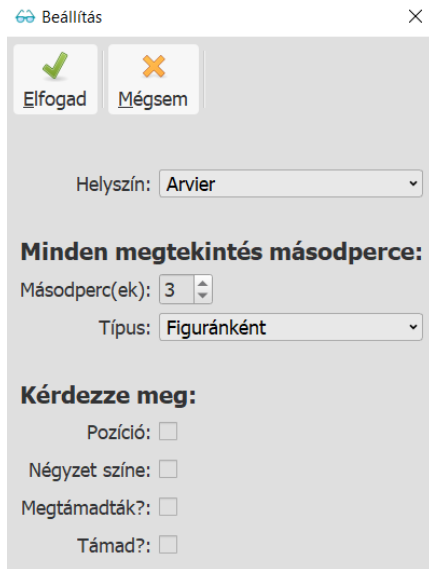 Beállítás
Elfogad Mégsem
Helyszín: Arvier
Minden megtekintés másodperce:
Másodperc(ek): 3
Típus: Figuránként
Kérdezze meg:
Pozíció:
Négyzet színe:
Megtámadták?:
Támad?: